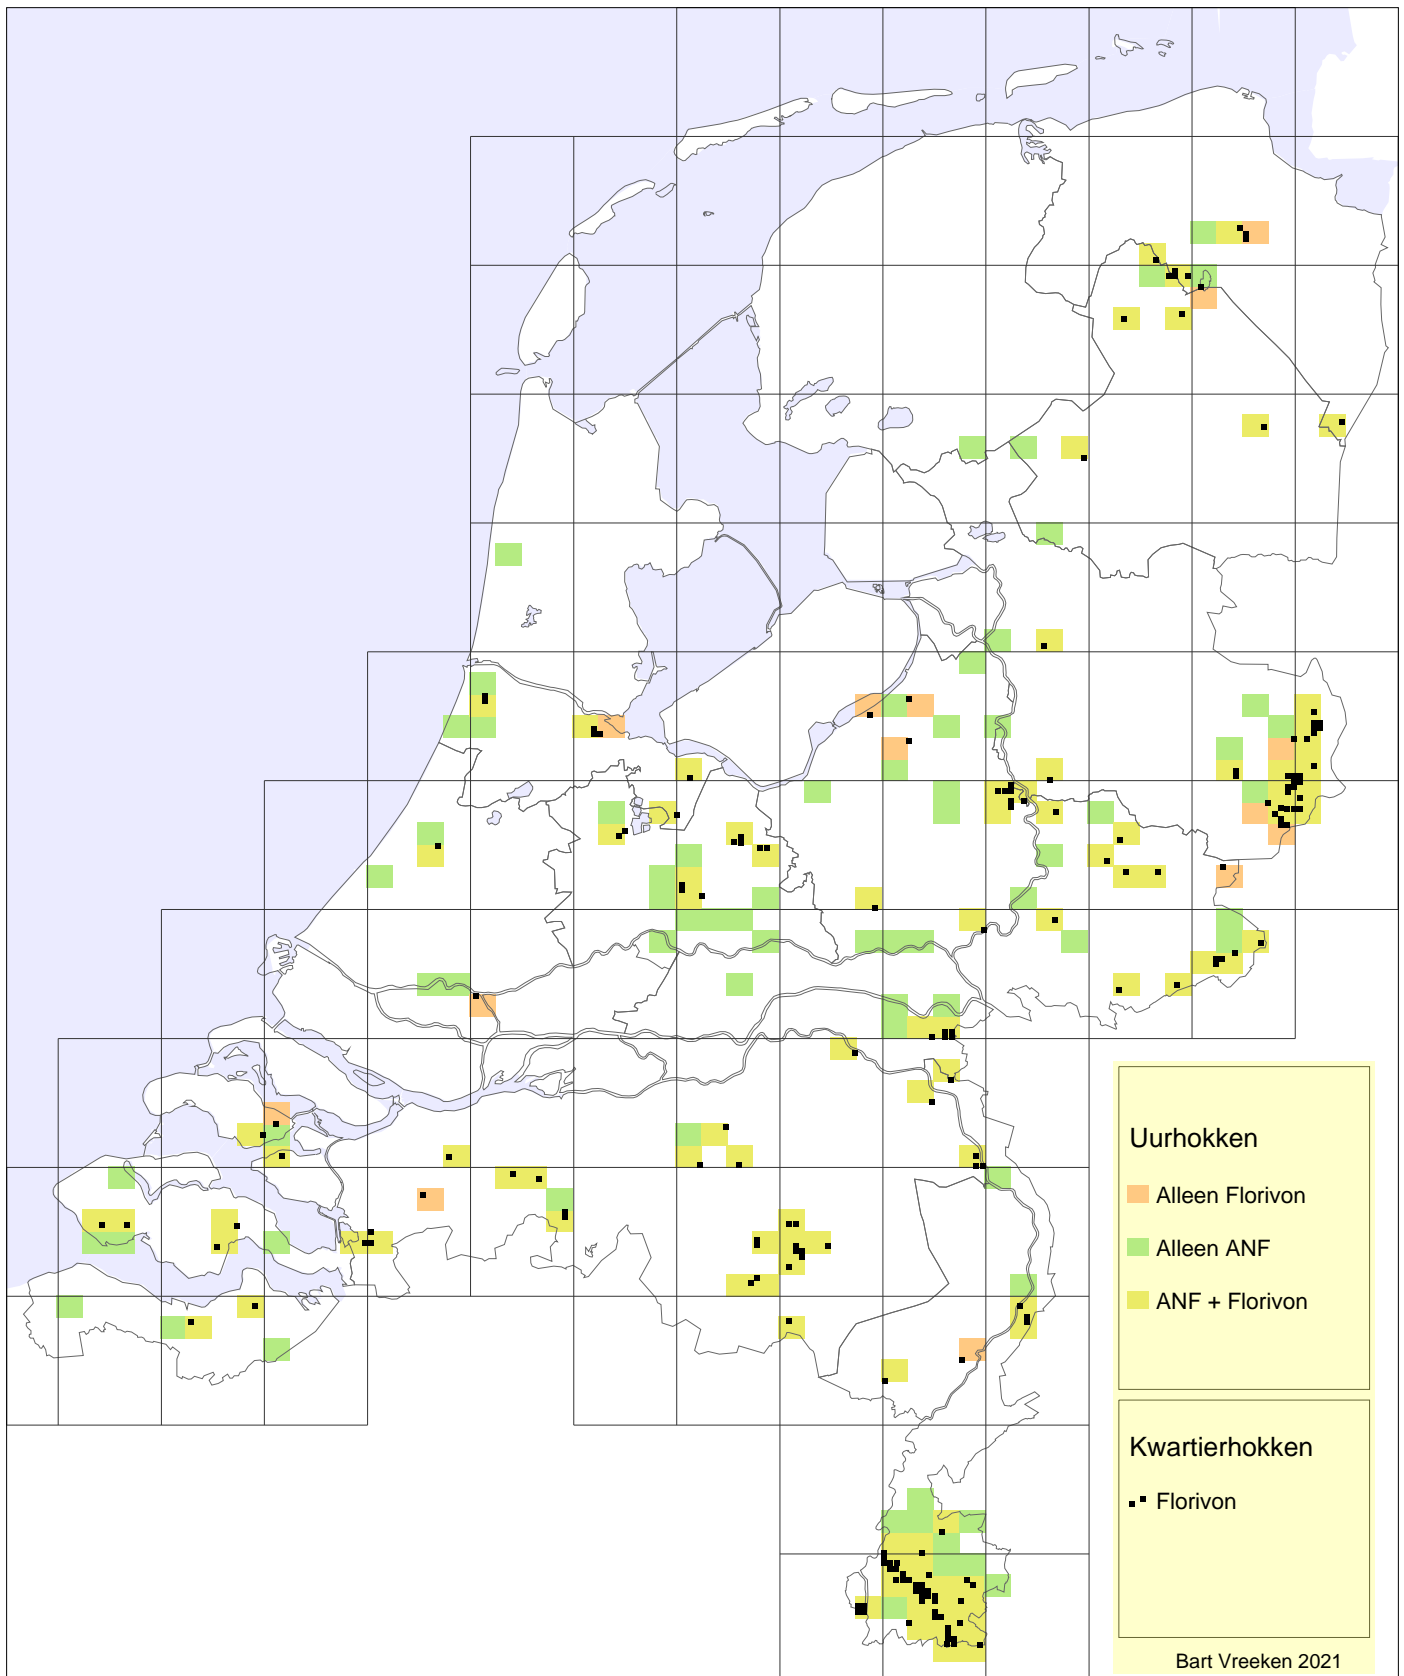 Uurhokken
Alleen Florivon
Alleen ANF
ANF + Florivon
Kwartierhokken
Florivon
Bart Vreeken 2021